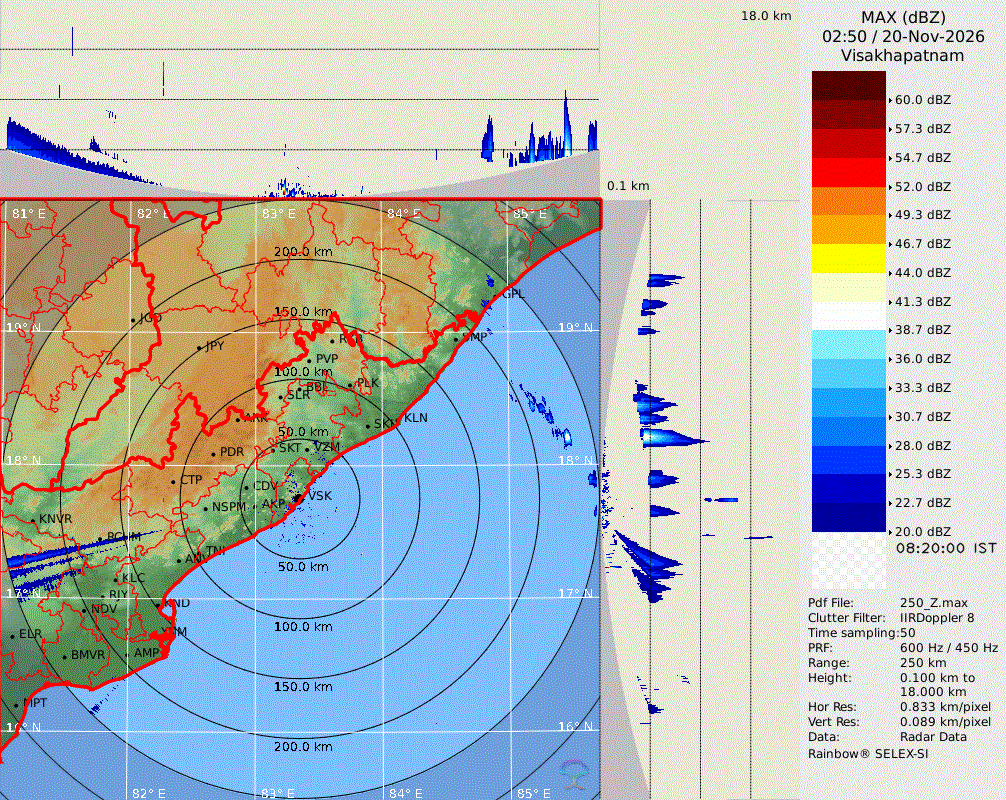 18.0 km
0.1 km
MAX (dBZ)
02:50 / 20-Nov-2026
Visakhapatnam
60.0 dBZ
57.3 dBZ
54.7 dBZ
52.0 dBZ
49.3 dBZ
46.7 dBZ
44.0 dBZ
41.3 dBZ
38.7 dBZ
36.0 dBZ
33.3 dBZ
30.7 dBZ
28.0 dBZ
25.3 dBZ
22.7 dBZ
20.0 dBZ
08:20:00 IST
Pdf File: 250_Z.max
Clutter Filter: IIRDoppler 8
Time sampling:50
PRF: 600 Hz / 450 Hz
Range: 250 km
Height: 0.100 km to
18.000 km
Hor Res: 0.833 km/pixel
Vert Res: 0.089 km/pixel
Data: Radar Data
Rainbow® SELEX-SI
81° E 82° E 83° E 84° E 85° E
200.0 km
GPL
150.0 km
JGD
19° N 19° N
JPY
PVP
100.0 km
BBL PLK
SLR
ARK KLN
50.0 km
SKT VZM
PDR
18° N 18° N
CTP
CDV
VSK
NSPM AKP
KNVR
TNI
50.0 km
KLC
RJY
17° N 17° N
NDV KND
100.0 km
ELR
BMVR AMP
150.0 km
MPT
16° N 16° N
200.0 km
82° E 83° E 84° E 85° E